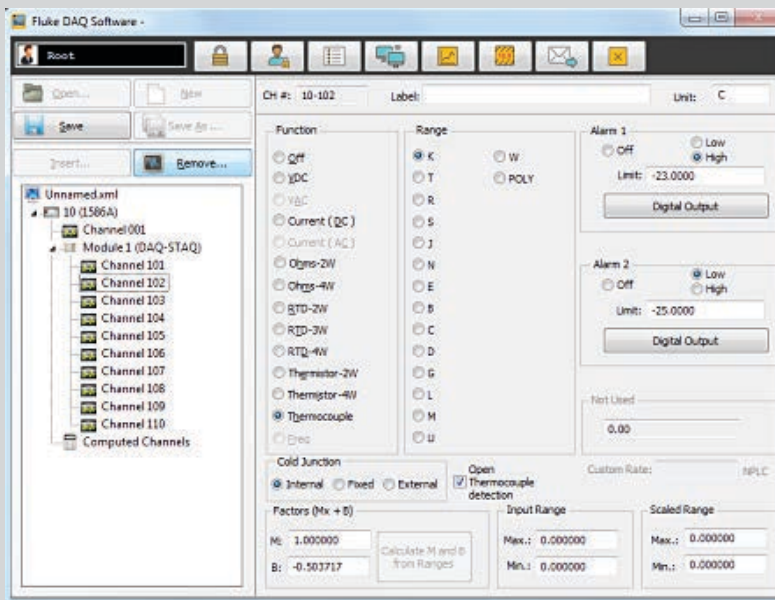 Fluke DAQ Software -
Root
Open... New
Save Save As ...
Insert... Remove...
Unnamed.xml
10 (1586A)
Channel 001
Module 1 (DAQ-STAQ)
Channel 101
Channel 102
Channel 103
Channel 104
Channel 105
Channel 106
Channel 107
Channel 108
Channel 109
Channel 110
Computed Channels
CH #: 10-102 Label: Unit: C
Function
Off
VDC
VAC
Current ( DC )
Current ( AC )
Ohms-2W
Ohms-4W
RTD-2W
RTD-3W
RTD-4W
Thermistor-2W
Thermistor-4W
Thermocouple
Freq
Range
K W
T POLY
R
S
J
N
E
B
C
D
G
L
M
U
Alarm 1
Off Low
High
Limit: -23.0000
Digital Output
Alarm 2
Off Low
High
Limit: -25.0000
Digital Output
Not Used
0.00
Cold Junction
Internal Fixed External
Open
Thermocouple
detection
Custom Rate: NPLC
Factors (Mx + B)
M: 1.000000
B: -0.503717
Calculate M and B
from Ranges
Input Range
Max.: 0.000000
Min.: 0.000000
Scaled Range
Max.: 0.000000
Min.: 0.000000